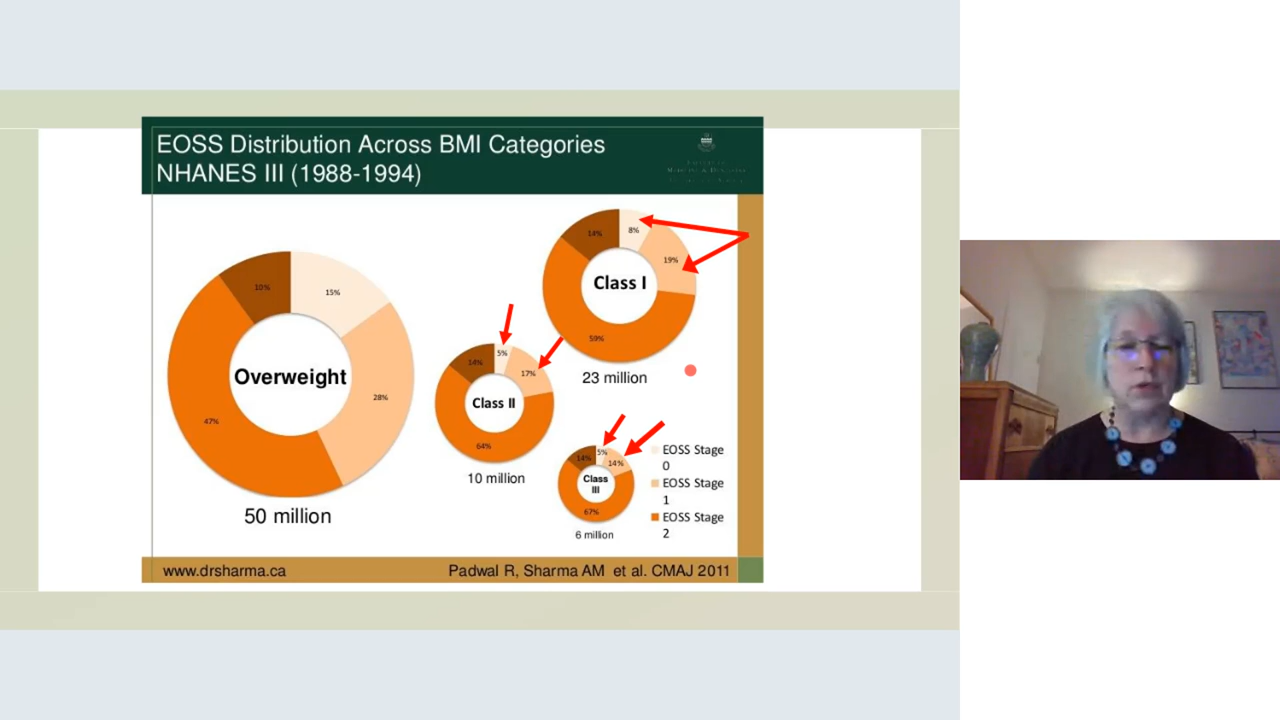 EOSS Distribution Across BMI Categories
NHANES III (1988-1994)
14%
8%
19%
59%
Class I
23 million
10%
15%
28%
47%
Overweight
50 million
14%
5%
17%
64%
Class II
10 million
14%
5%
14%
67%
Class
III
6 million
EOSS Stage
0
EOSS Stage
1
EOSS Stage
2
www.drsharma.ca
Padwal R, Sharma AM et al. CMAJ 2011